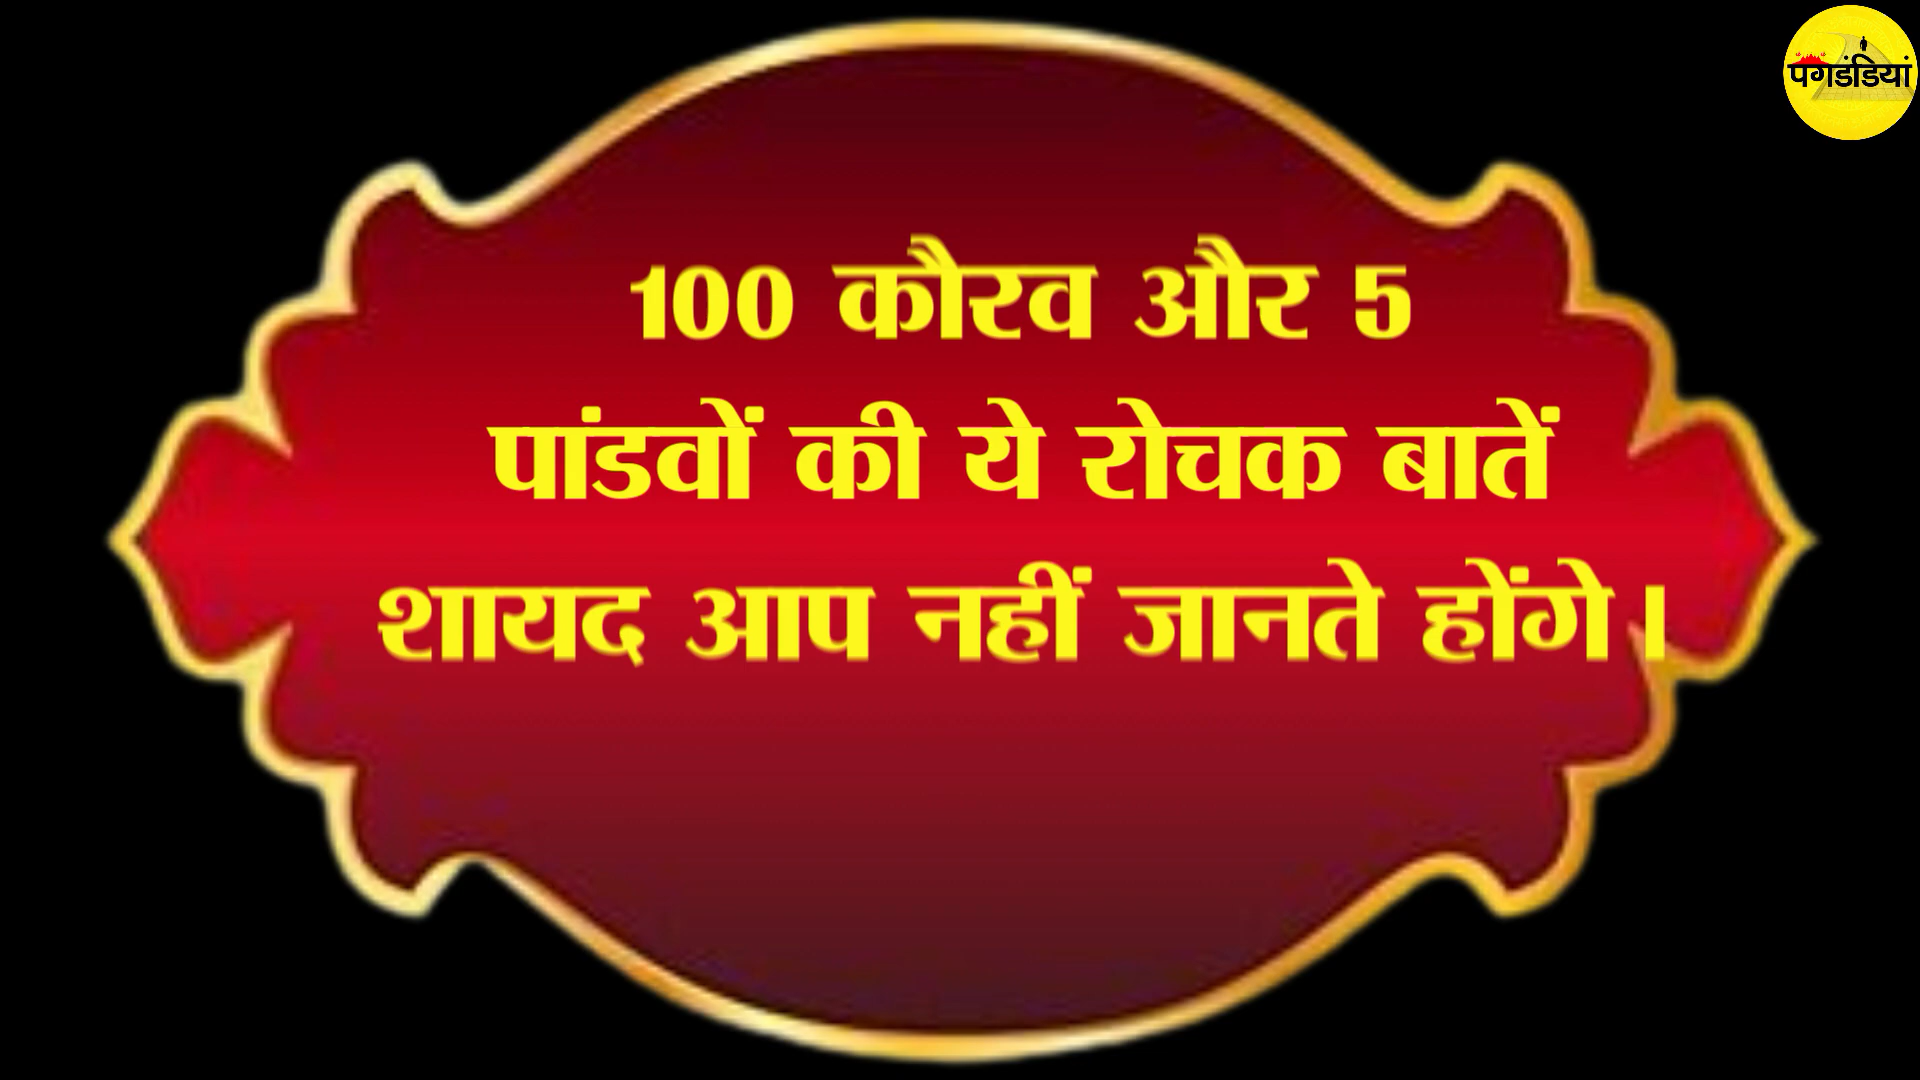 पगडंडियां
100 कौरव और 5
पांडवों की ये रोचक बातें
शायद आप नहीं जानते होंगे।